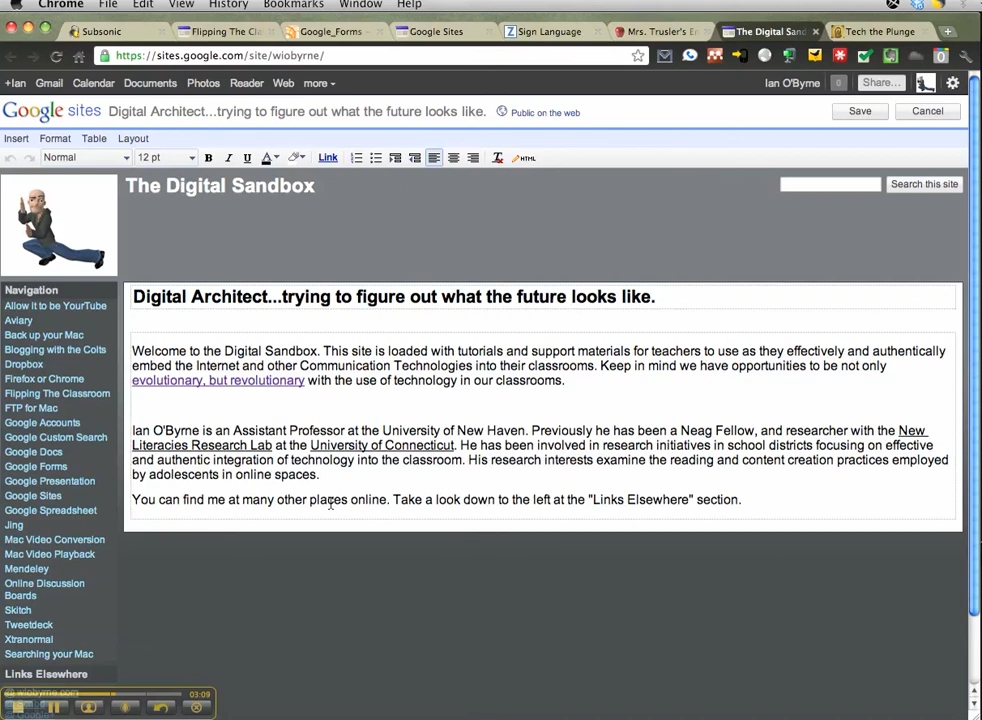 Chrome File Edit View History Bookmarks Window Help
Subsonic Flipping The Cla Google_Forms – Google Sites Sign Language Mrs. Trusler's E The Digital Sand Tech the Plunge
https://sites.google.com/site/wiobyrne/
+Ian Gmail Calendar Documents Photos Reader Web more Ian O'Byrne 0 Share...
Google sites Digital Architect...trying to figure out what the future looks like. Public on the web Save Cancel
Insert Format Table Layout
Normal 12 pt B I U A Link HTML
The Digital Sandbox
Search this site
Navigation
Allow it to be YouTube
Aviary
Back up your Mac
Blogging with the Colts
Dropbox
Firefox or Chrome
Flipping The Classroom
FTP for Mac
Google Accounts
Google Custom Search
Google Docs
Google Forms
Google Presentation
Google Sites
Google Spreadsheet
Jing
Mac Video Conversion
Mac Video Playback
Mendeley
Online Discussion
Boards
Skitch
Tweetdeck
Xtranormal
Searching your Mac
Links Elsewhere
@ wiobyrne.com
Digital Architect...trying to figure out what the future looks like.
Welcome to the Digital Sandbox. This site is loaded with tutorials and support materials for teachers to use as they effectively and authentically
embed the Internet and other Communication Technologies into their classrooms. Keep in mind we have opportunities to be not only
evolutionary, but revolutionary with the use of technology in our classrooms.
Ian O'Byrne is an Assistant Professor at the University of New Haven. Previously he has been a Neag Fellow, and researcher with the New
Literacies Research Lab at the University of Connecticut. He has been involved in research initiatives in school districts focusing on effective
and authentic integration of technology into the classroom. His research interests examine the reading and content creation practices employed
by adolescents in online spaces.
You can find me at many other places online. Take a look down to the left at the "Links Elsewhere" section.
03:09